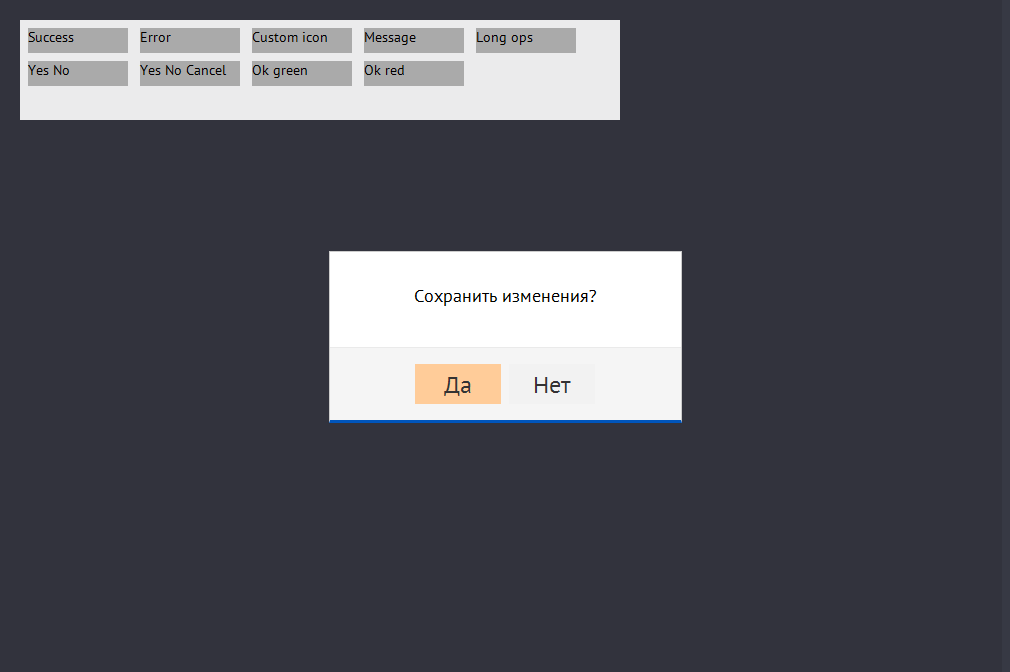 Success Error Custom icon Message Long ops
Yes No Yes No Cancel Ok green Ok red
Сохранить изменения?
Да Нет